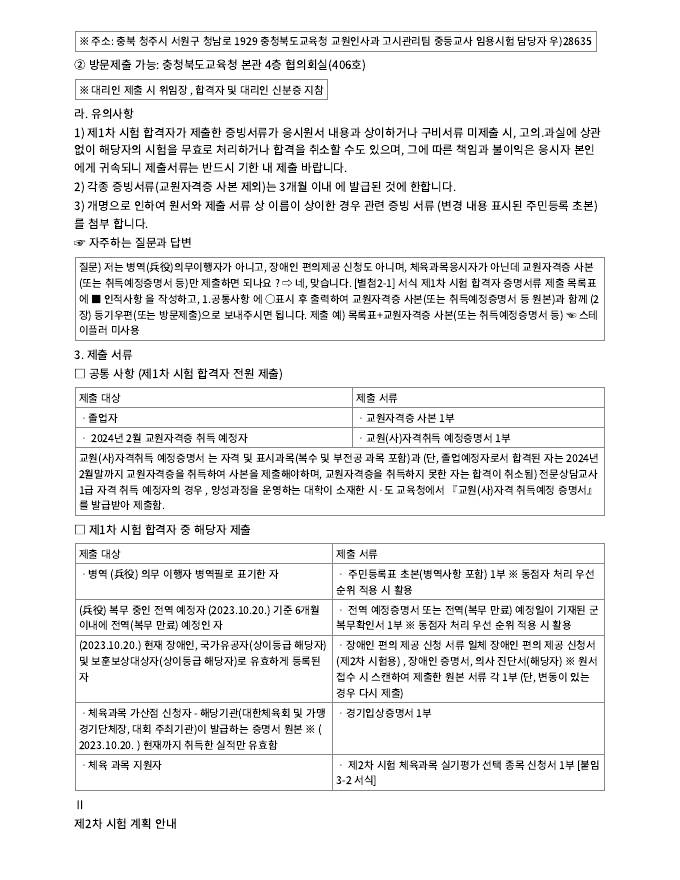 ※ 주소: 충북 청주시 서원구 청남로 1929 충청북도교육청 교원인사과 고시관리팀 중등교사 임용시험 담당자 우)28635
② 방문제출 가능: 충청북도교육청 본관 4층 협의회실(406호)
※ 대리인 제출 시 위임장 , 합격자 및 대리인 신분증 지참
라. 유의사항
1) 제1차 시험 합격자가 제출한 증빙서류가 응시원서 내용과 상이하거나 구비서류 미제출 시, 고의.과실에 상관
없이 해당자의 시험을 무효로 처리하거나 합격을 취소할 수도 있으며, 그에 따른 책임과 불이익은 응시자 본인
에게 귀속되니 제출서류는 반드시 기한 내 제출 바랍니다.
2) 각종 증빙서류(교원자격증 사본 제외)는 3개월 이내 에 발급된 것에 한합니다.
3) 개명으로 인하여 원서와 제출 서류 상 이름이 상이한 경우 관련 증빙 서류 (변경 내용 표시된 주민등록 초본)
를 첨부 합니다.
☞ 자주하는 질문과 답변
질문) 저는 병역(兵役)의무이행자가 아니고, 장애인 편의제공 신청도 아니며, 체육과목응시자가 아닌데 교원자격증 사본
(또는 취득예정증명서 등)만 제출하면 되나요 ? ⇨ 네, 맞습니다. [별첨2-1] 서식 제1차 시험 합격자 증명서류 제출 목록표
에 ■ 인적사항 을 작성하고, 1.공통사항 에 ○표시 후 출력하여 교원자격증 사본(또는 취득예정증명서 등 원본)과 함께 (2
장) 등기우편(또는 방문제출)으로 보내주시면 됩니다. 제출 예) 목록표+교원자격증 사본(또는 취득예정증명서 등) ☜ 스테
이플러 미사용
3. 제출 서류
□ 공통 사항 (제1차 시험 합격자 전원 제출)
제출 대상
제출 서류
· 졸업자
· 교원자격증 사본 1부
· 2024년 2월 교원자격증 취득 예정자
· 교원(사)자격취득 예정증명서 1부
교원(사)자격취득 예정증명서 는 자격 및 표시과목(복수 및 부전공 과목 포함)과 (단, 졸업예정자로서 합격된 자는 2024년
2월말까지 교원자격증을 취득하여 사본을 제출해야하며, 교원자격증을 취득하지 못한 자는 합격이 취소됨) 전문상담교사
1급 자격 취득 예정자의 경우 , 양성과정을 운영하는 대학이 소재한 시·도 교육청에서 『교원(사)자격 취득예정 증명서』
를 발급받아 제출함.
□ 제1차 시험 합격자 중 해당자 제출
제출 대상
제출 서류
· 병역 (兵役) 의무 이행자 병역필로 표기한 자
· 주민등록표 초본(병역사항 포함) 1부 ※ 동점자 처리 우선
순위 적용 시 활용
(兵役) 복무 중인 전역 예정자 (2023.10.20.) 기준 6개월
이내에 전역(복무 만료) 예정인 자
· 전역 예정증명서 또는 전역(복무 만료) 예정일이 기재된 군
복무확인서 1부 ※ 동점자 처리 우선 순위 적용 시 활용
(2023.10.20.) 현재 장애인, 국가유공자(상이등급 해당자)
및 보훈보상대상자(상이등급 해당자)로 유효하게 등록된
자
· 장애인 편의 제공 신청 서류 일체 장애인 편의 제공 신청서
(제2차 시험용) , 장애인 증명서, 의사 진단서(해당자) ※ 원서
접수 시 스캔하여 제출한 원본 서류 각 1부 (단, 변동이 있는
경우 다시 제출)
· 체육과목 가산점 신청자 - 해당기관(대한체육회 및 가맹
경기단체장, 대회 주최기관)이 발급하는 증명서 원본 ※ (
2023.10.20. ) 현재까지 취득한 실적만 유효함
· 경기입상증명서 1부
· 체육 과목 지원자
· 제2차 시험 체육과목 실기평가 선택 종목 신청서 1부 [붙임
3-2 서식]
Ⅱ
제2차 시험 계획 안내